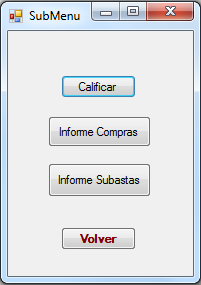 SubMenu
Calificar
Informe Compras
Informe Subastas
Volver